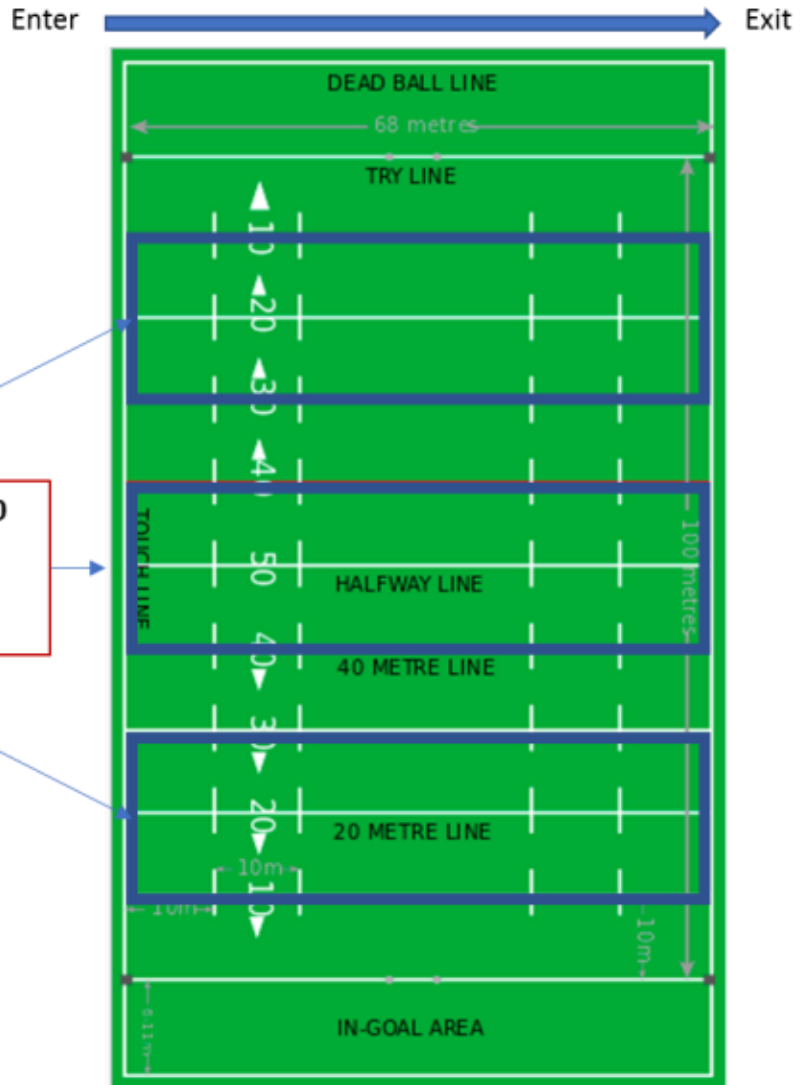 Enter Exit
DEAD BALL LINE
68 metres
TRY LINE
10
20
30
40
0
TOUCH LINE
50
HALFWAY LINE
100 metres
40
40 METRE LINE
30
20
20 METRE LINE
10m
10
10m
10m
IN-GOAL AREA